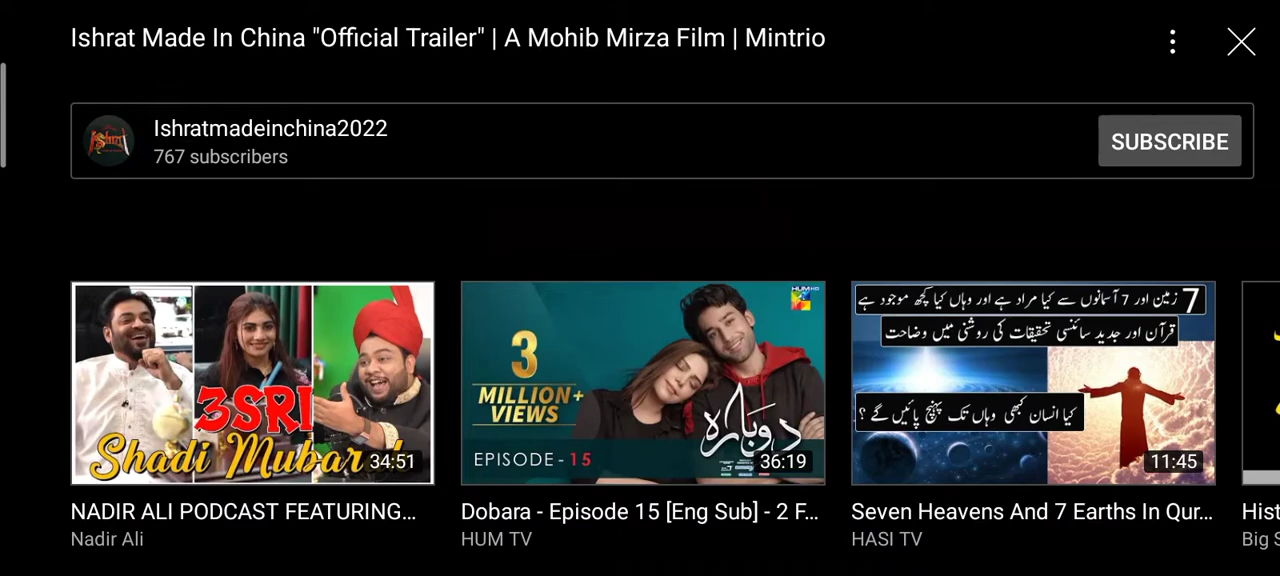 Ishrat Made In China "Official Trailer" | A Mohib Mirza Film | Mintrio
Ishrat
Ishratmadeinchina2022
767 subscribers
SUBSCRIBE
3SRI
Shadi Mubarak
34:51
NADIR ALI PODCAST FEATURING...
Nadir Ali
HUM HD
3
MILLION+
VIEWS
دوبارہ
EPISODE - 15
36:19
Dobara - Episode 15 [Eng Sub] - 2 F...
HUM TV
7 زمین اور 7 آسمانوں سے کیا مراد ہے اور وہاں کیا کچھ موجود ہے
قرآن اور جدید سائنسی تحقیقات کی روشنی میں وضاحت
کیا انسان کبھی وہاں تک پہنچ پائیں گے ؟
11:45
Seven Heavens And 7 Earths In Qur...
HASI TV
Hist
Big S